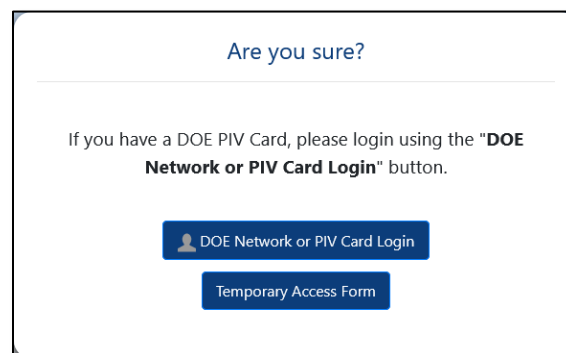 Are you sure?
If you have a DOE PIV Card, please login using the "DOE
Network or PIV Card Login" button.
DOE Network or PIV Card Login
Temporary Access Form